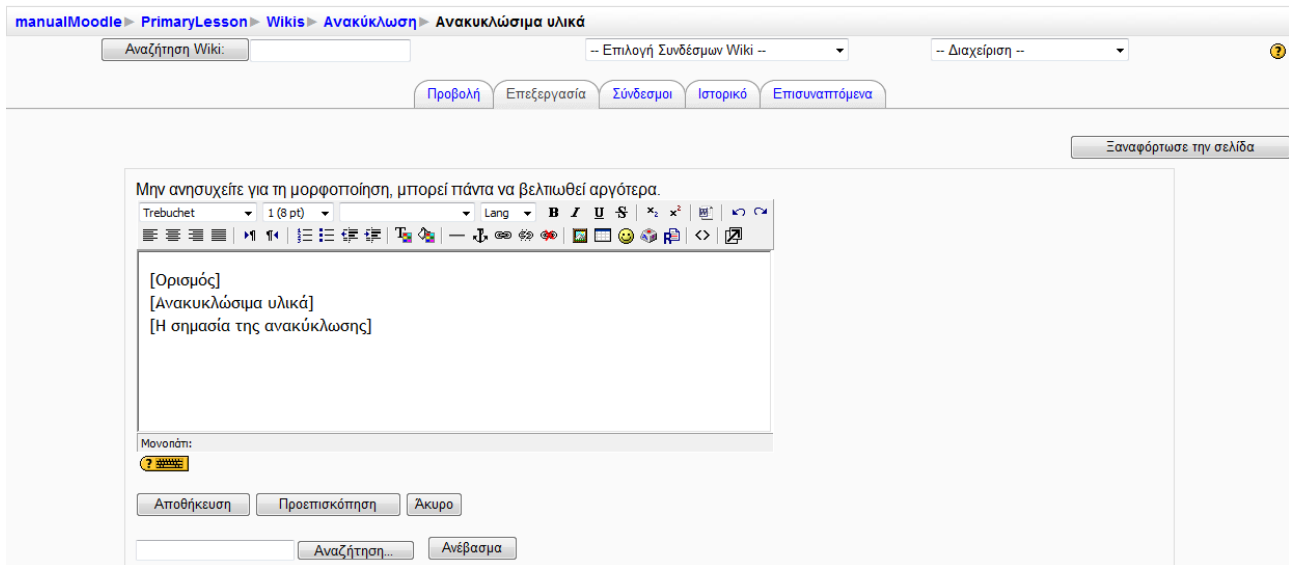 manualMoodle ▶ PrimaryLesson ▶ Wikis ▶ Ανακύκλωση ▶ Ανακυκλώσιμα υλικά
Αναζήτηση Wiki: -- Επιλογή Συνδέσμων Wiki -- -- Διαχείριση --
Προβολή Επεξεργασία Σύνδεσμοι Ιστορικό Επισυναπτόμενα
Ξαναφόρτωσε την σελίδα
Μην ανησυχείτε για τη μορφοποίηση, μπορεί πάντα να βελτιωθεί αργότερα.
Trebuchet 1 (8 pt) Lang B I U S x₂ x²
[Ορισμός]
[Ανακυκλώσιμα υλικά]
[Η σημασία της ανακύκλωσης]
Μονοπάτι:
Αποθήκευση Προεπισκόπηση Άκυρο
Αναζήτηση... Ανέβασμα